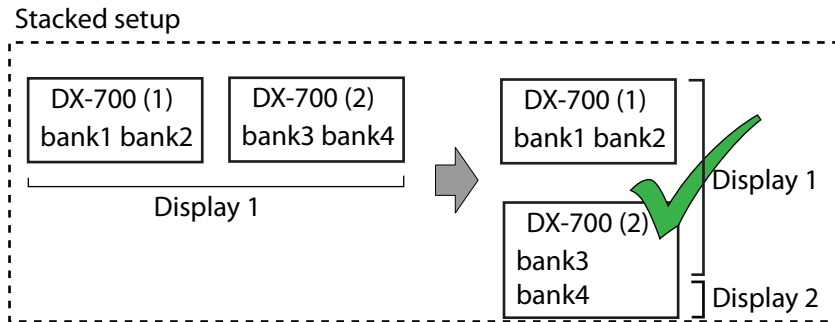 Stacked setup
DX-700 (1)
bank1 bank2
DX-700 (2)
bank3 bank4
Display 1
DX-700 (1)
bank1 bank2
DX-700 (2)
bank3
bank4
Display 1
Display 2